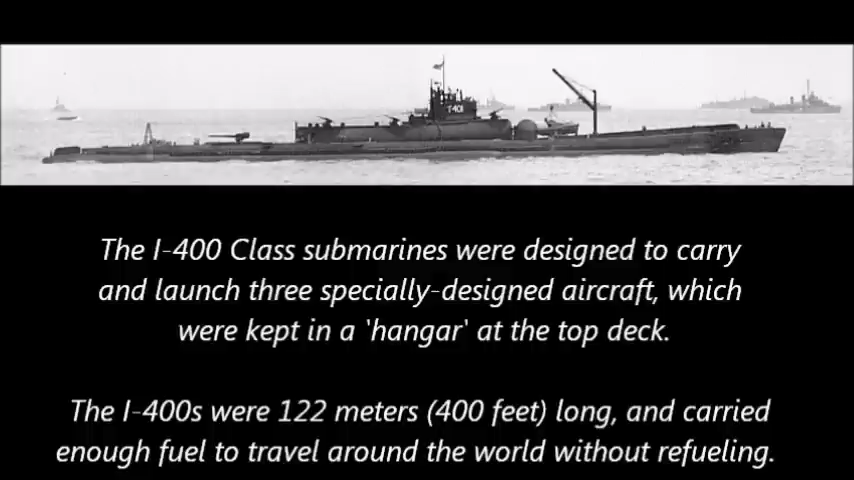 I-401
The I-400 Class submarines were designed to carry
and launch three specially-designed aircraft, which
were kept in a 'hangar' at the top deck.
The I-400s were 122 meters (400 feet) long, and carried
enough fuel to travel around the world without refueling.